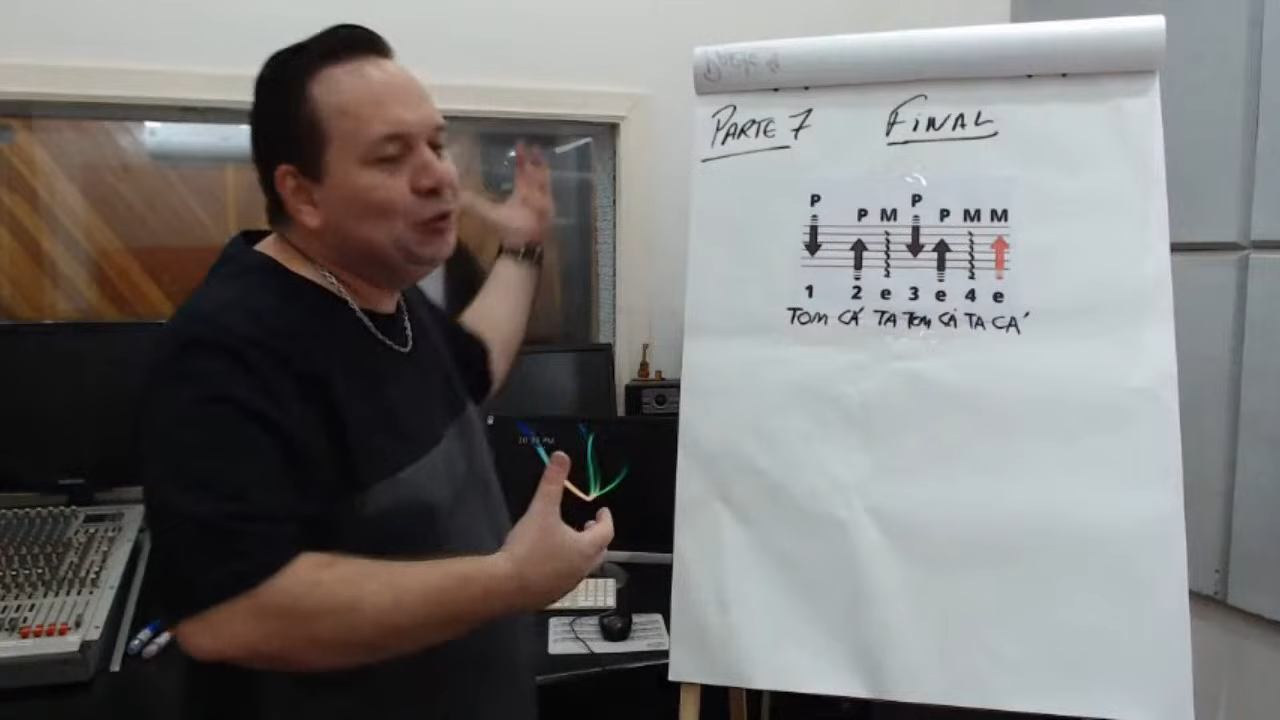 PARTE 7 FINAL
P P M P P M M
1 2 e 3 e 4 e
TOM CÁ TA TOM CÁ TA CÁ